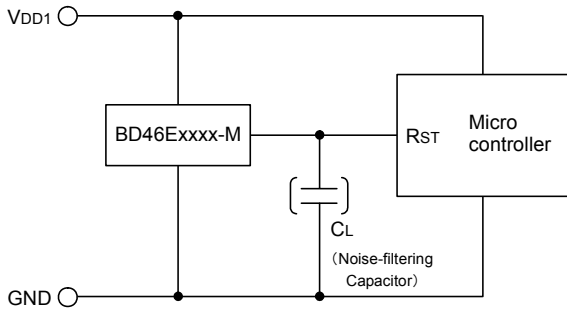 VDD1
BD46Exxxx-M
RST
Micro
controller
CL
（Noise-filtering
Capacitor）
GND